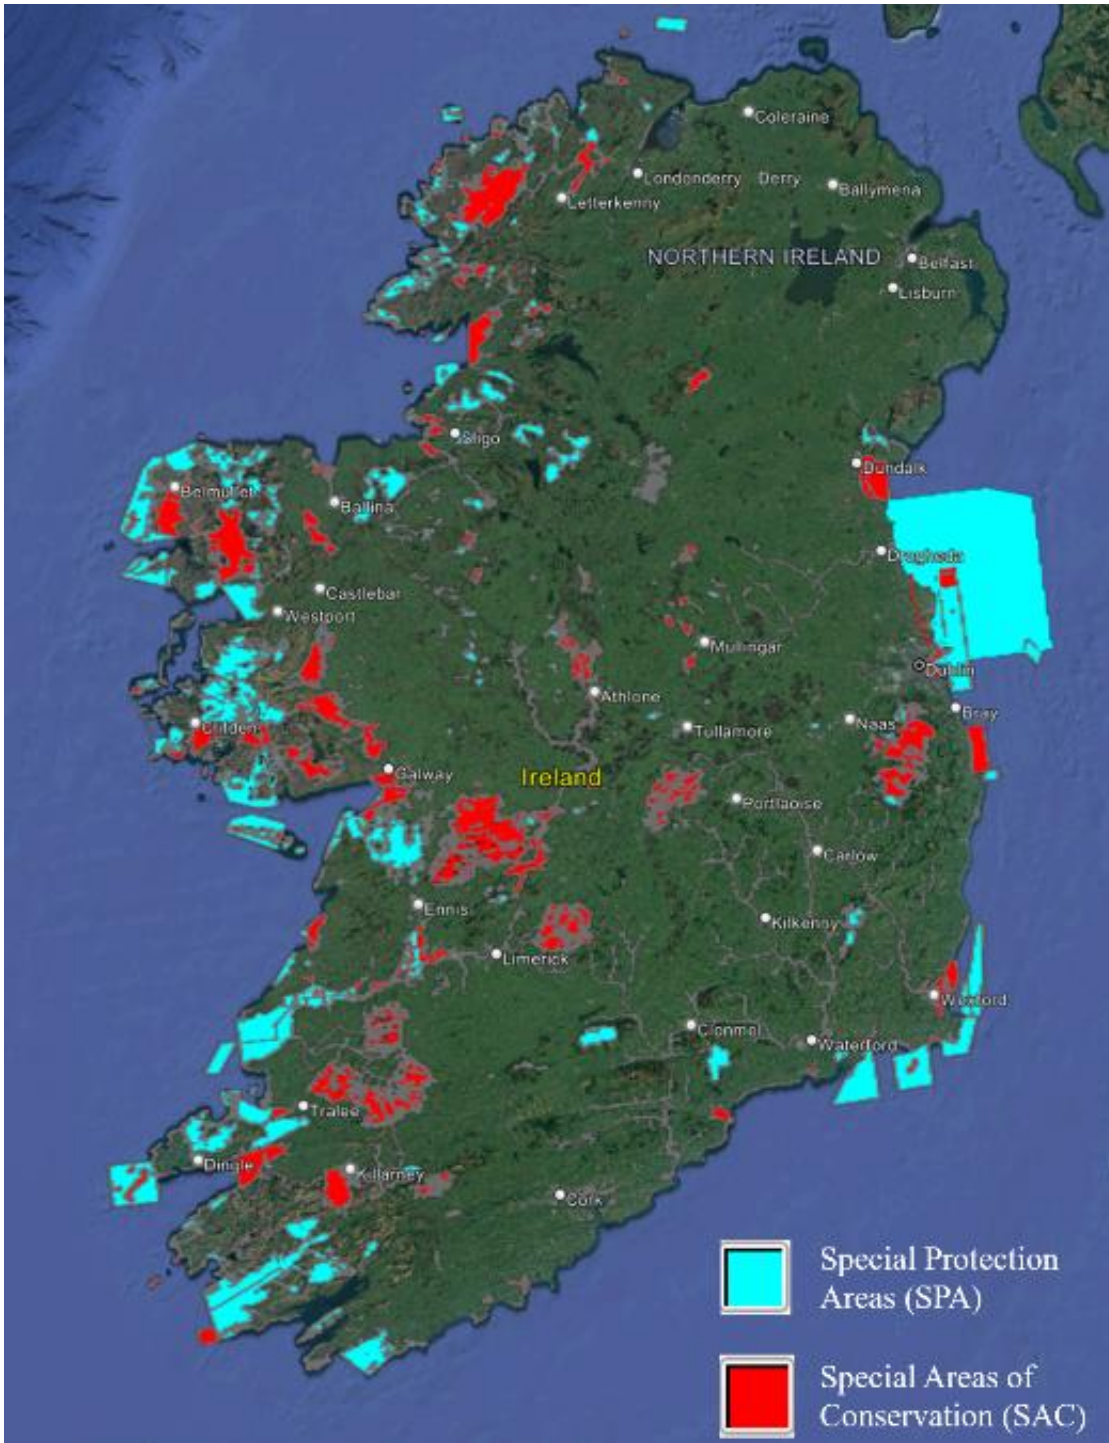 Coleraine
Londonderry Derry
Ballymena
Letterkenny
NORTHERN IRELAND
Belfast
Lisburn
Sligo
Dundalk
Belmullet
Ballina
Drogheda
Castlebar
Westport
Mullingar
Dublin
Athlone
Bray
Clifden
Naas
Tullamore
Galway
Ireland
Portlaoise
Carlow
Ennis
Kilkenny
Limerick
Wexford
Clonmel
Waterford
Tralee
Dingle
Killarney
Cork
Special Protection
Areas (SPA)
Special Areas of
Conservation (SAC)